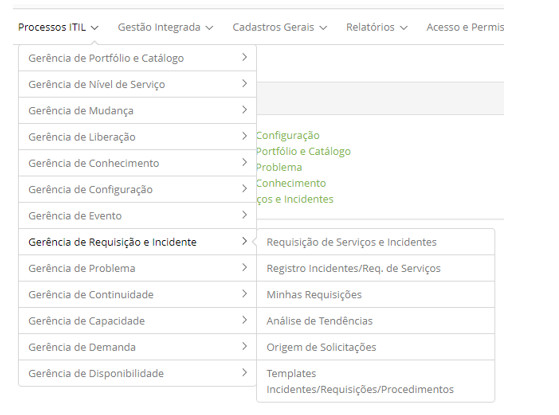 Processos ITIL
Gestão Integrada
Cadastros Gerais
Relatórios
Acesso e Permis
Gerência de Portfólio e Catálogo
Gerência de Nível de Serviço
Gerência de Mudança
Gerência de Liberação
Gerência de Conhecimento
Gerência de Configuração
Gerência de Evento
Gerência de Requisição e Incidente
Gerência de Problema
Gerência de Continuidade
Gerência de Capacidade
Gerência de Demanda
Gerência de Disponibilidade
Configuração
Portfólio e Catálogo
Problema
Conhecimento
ços e Incidentes
Requisição de Serviços e Incidentes
Registro Incidentes/Req. de Serviços
Minhas Requisições
Análise de Tendências
Origem de Solicitações
Templates
Incidentes/Requisições/Procedimentos